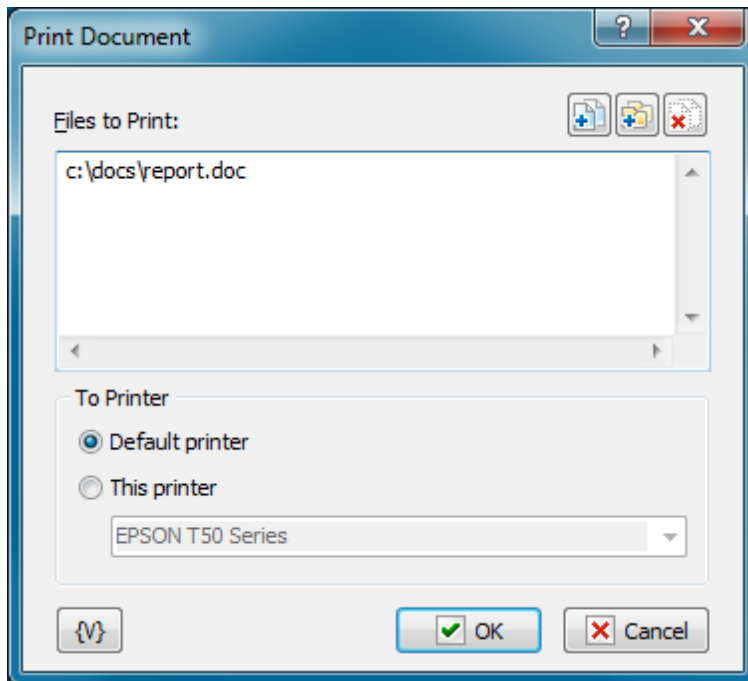 Print Document
?
Files to Print:
c:\docs\report.doc
To Printer
Default printer
This printer
EPSON T50 Series
{V}
OK
Cancel